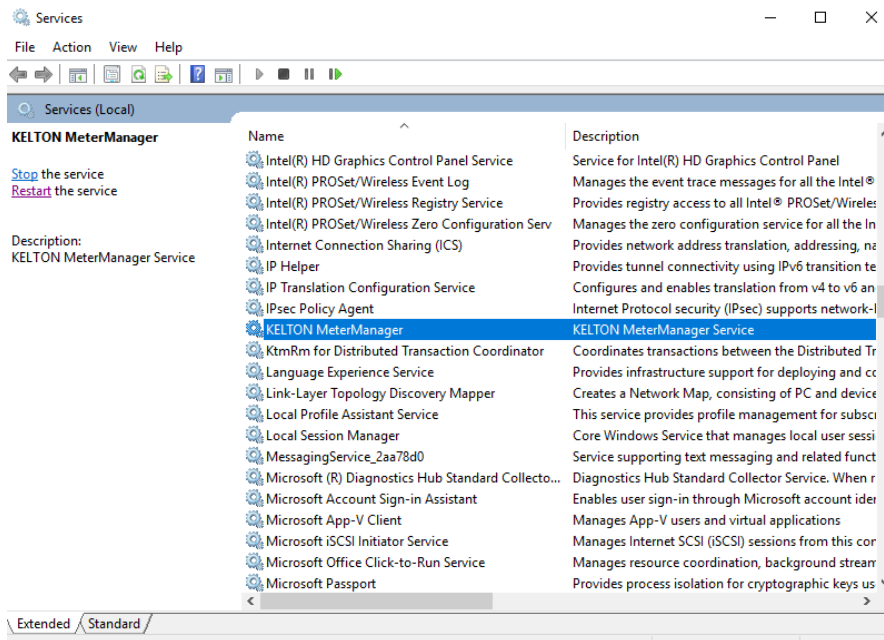 Services
File Action View Help
Services (Local)
KELTON MeterManager
Stop the service
Restart the service
Description:
KELTON MeterManager Service
Name Description
Intel(R) HD Graphics Control Panel Service Service for Intel(R) HD Graphics Control Panel
Intel(R) PROSet/Wireless Event Log Manages the event trace messages for all the Intel®
Intel(R) PROSet/Wireless Registry Service Provides registry access to all Intel® PROSet/Wireles
Intel(R) PROSet/Wireless Zero Configuration Serv Manages the zero configuration service for all the In
Internet Connection Sharing (ICS) Provides network address translation, addressing, na
IP Helper Provides tunnel connectivity using IPv6 transition te
IP Translation Configuration Service Configures and enables translation from v4 to v6 an
IPsec Policy Agent Internet Protocol security (IPsec) supports network-l
KELTON MeterManager KELTON MeterManager Service
KtmRm for Distributed Transaction Coordinator Coordinates transactions between the Distributed Tr
Language Experience Service Provides infrastructure support for deploying and co
Link-Layer Topology Discovery Mapper Creates a Network Map, consisting of PC and device
Local Profile Assistant Service This service provides profile management for subsc
Local Session Manager Core Windows Service that manages local user sessi
MessagingService_2aa78d0 Service supporting text messaging and related funct
Microsoft (R) Diagnostics Hub Standard Collecto... Diagnostics Hub Standard Collector Service. When r
Microsoft Account Sign-in Assistant Enables user sign-in through Microsoft account ider
Microsoft App-V Client Manages App-V users and virtual applications
Microsoft iSCSI Initiator Service Manages Internet SCSI (iSCSI) sessions from this cor
Microsoft Office Click-to-Run Service Manages resource coordination, background stream
Microsoft Passport Provides process isolation for cryptographic keys us
Extended Standard